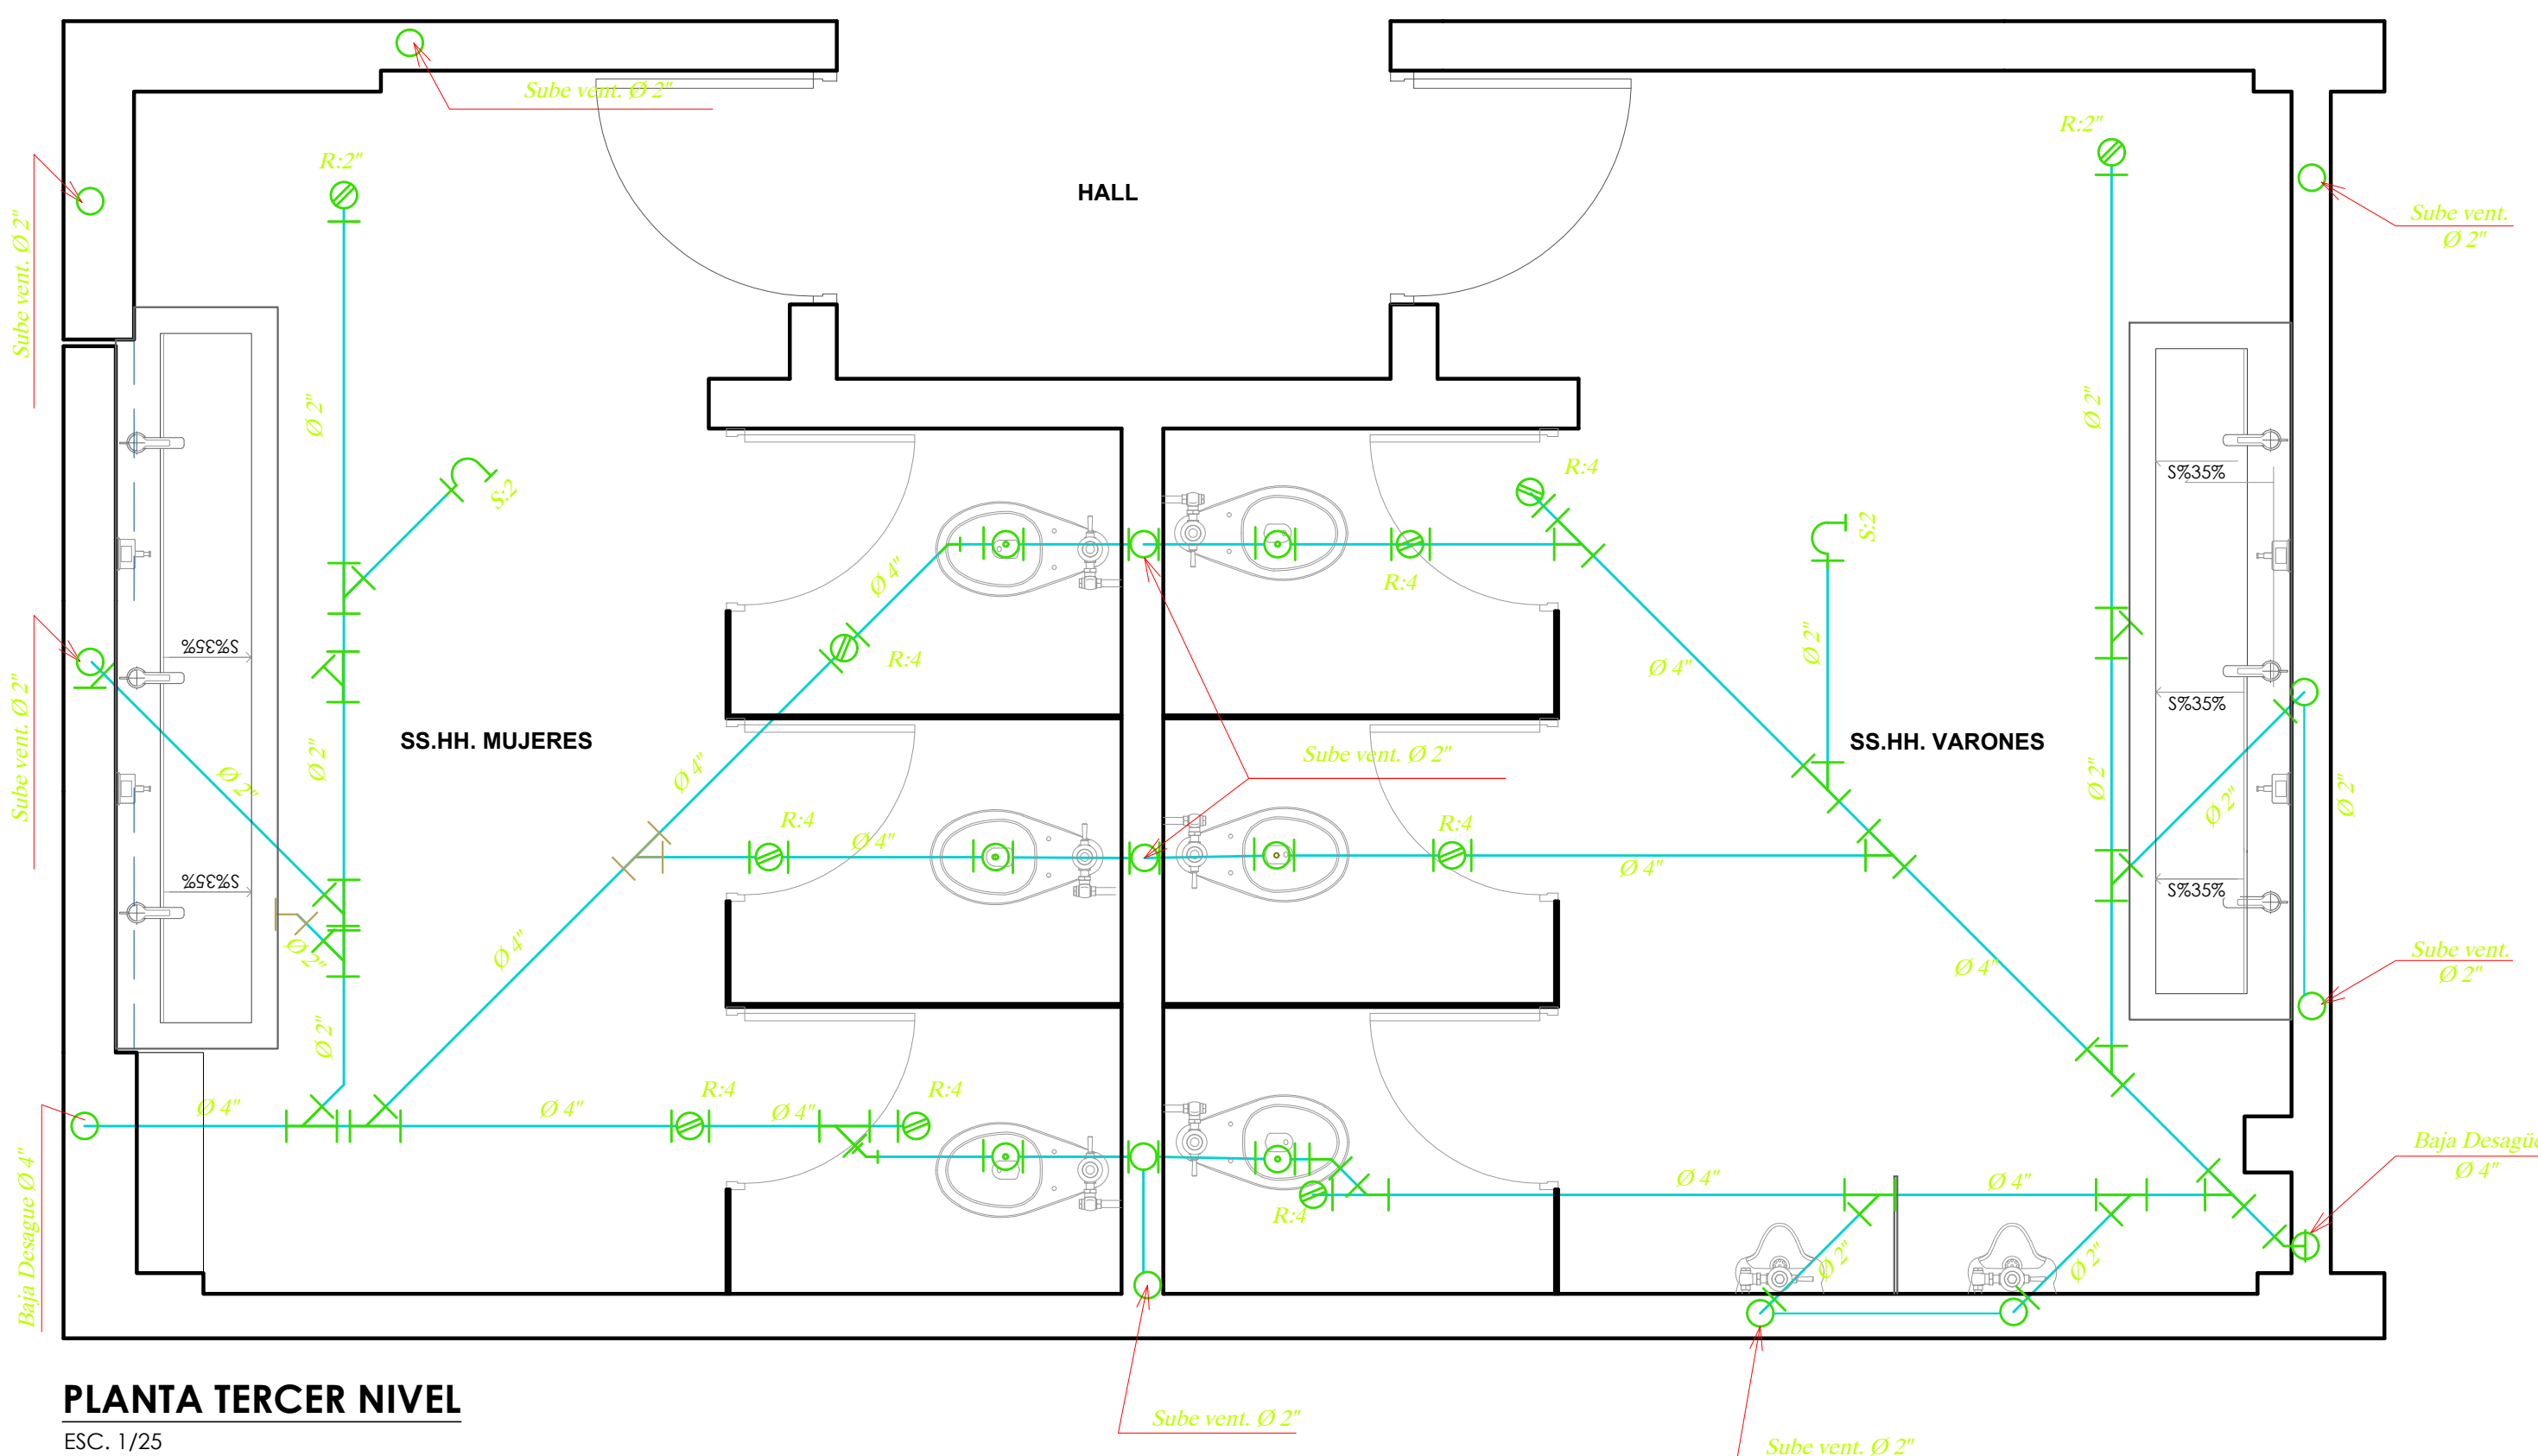 Sube vent. Ø 2"
R:2"
R:2"
HALL
Sube vent. Ø 2"
Sube vent.
Ø 2"
Ø 2"
Ø 2"
S:2
R:4
S%35%
S:2
R:4
Ø 4"
Ø 2"
S%35%
R:4
Ø 4"
S%35%
Sube vent. Ø 2"
SS.HH. MUJERES
SS.HH. VARONES
Sube vent. Ø 2"
Ø 2"
Ø 2"
Ø 4"
Ø 2"
Ø 2"
Ø 2"
R:4
Ø 4"
R:4
Ø 4"
S%35%
S%35%
Ø 2"
Ø 4"
Ø 4"
Sube vent.
Ø 2"
Ø 2"
R:4
R:4
Ø 4"
Ø 4"
Ø 4"
Baja Desagüe
Ø 4"
Baja Desague Ø 4"
Ø 4"
Ø 4"
R:4
Ø 2"
Ø 2"
PLANTA TERCER NIVEL
ESC. 1/25
Sube vent. Ø 2"
Sube vent. Ø 2"